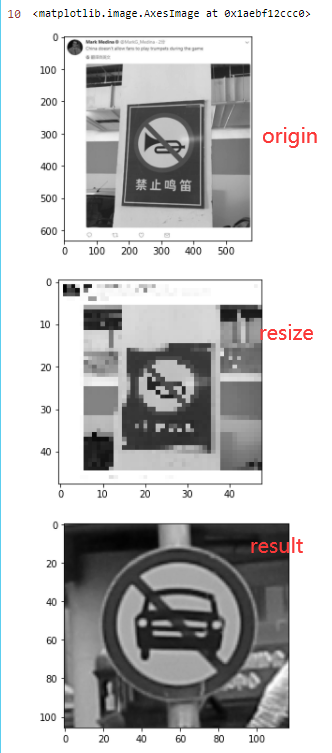 10 <matplotlib.image.AxesImage at 0x1aebf12ccc0>
0
100
200
300
400
500
600
0 100 200 300 400 500
Mark Medina
China doesn't allow fans to play trumpets during the game
禁止鸣笛
origin
0
10
20
30
40
0 10 20 30 40
resize
0
20
40
60
80
100
0 20 40 60 80 100
result